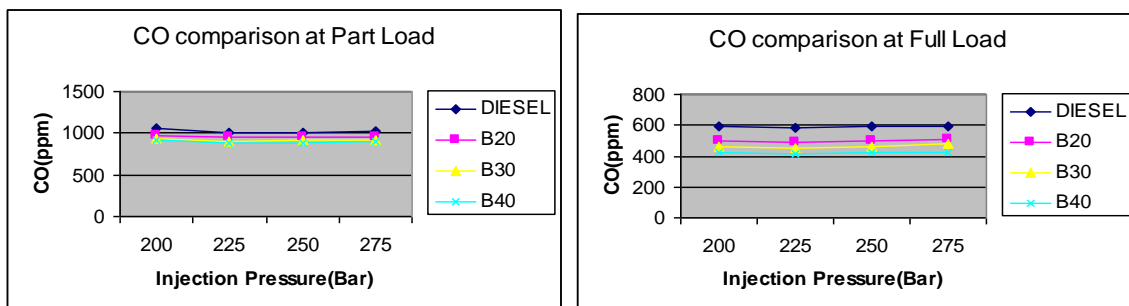 CO comparison at Part Load
1500
1000
500
0
CO(ppm)
200 225 250 275
Injection Pressure(Bar)
DIESEL
B20
B30
B40
CO comparison at Full Load
800
600
400
200
0
CO(ppm)
200 225 250 275
Injection Pressure(Bar)
DIESEL
B20
B30
B40